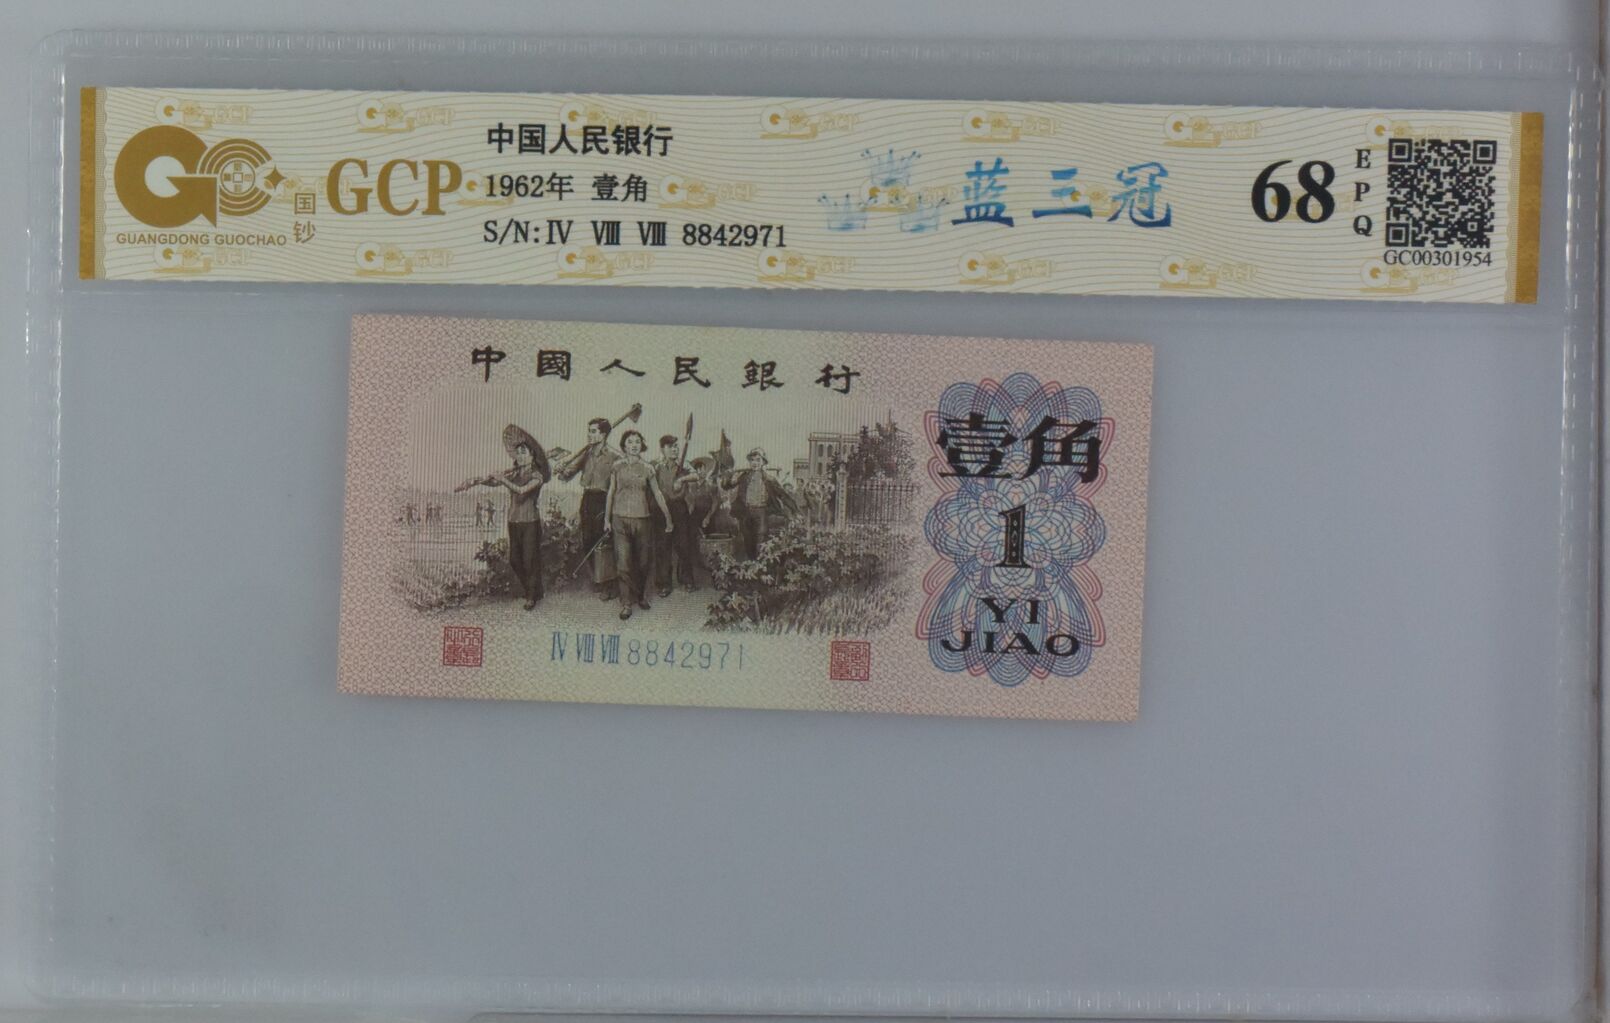 GCP
国钞
GUANGDONG GUOCHAO
中国人民银行
1962年 壹角
S/N:Ⅳ Ⅷ Ⅷ 8842971
蓝三冠
68
EPQ
GC00301954
中國人民銀行
壹角
1
YI
JIAO
Ⅳ Ⅷ Ⅷ 8842971